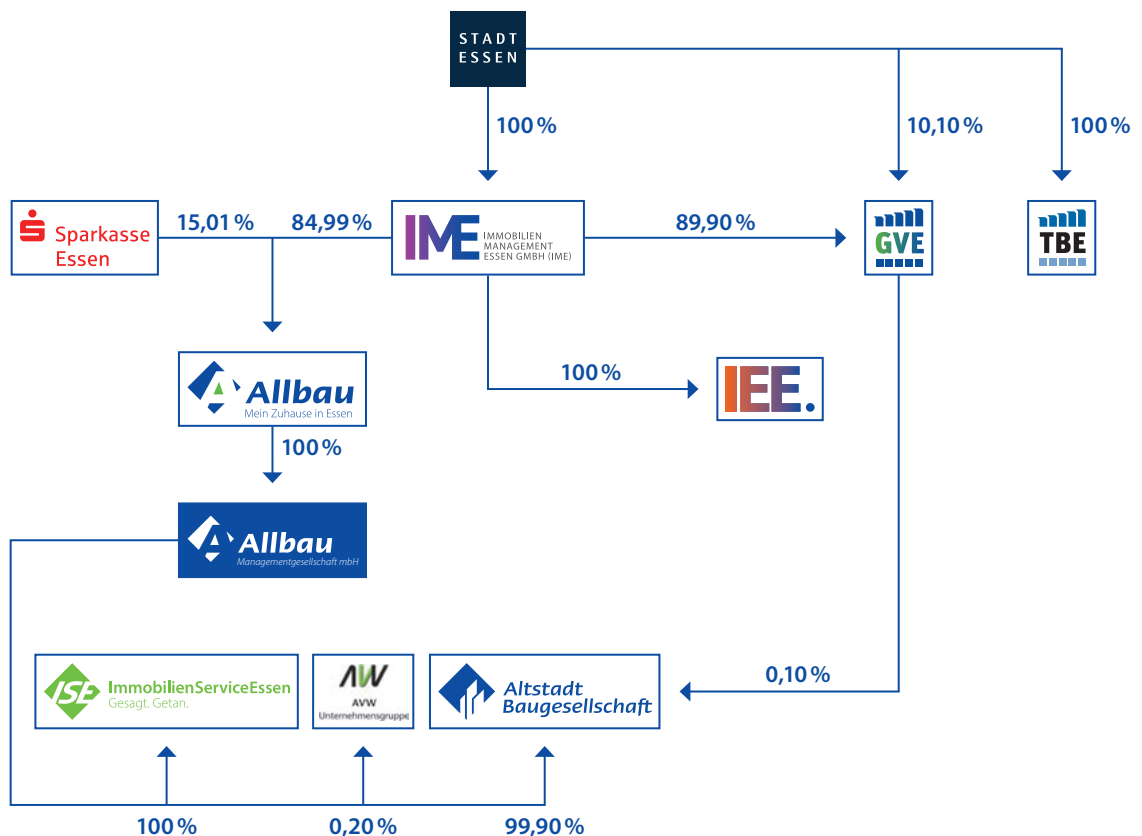 STADT
ESSEN
100 %
10,10 %
100 %
Sparkasse
Essen
15,01 %
84,99 %
IME
IMMOBILIEN
MANAGEMENT
ESSEN GMBH (IME)
89,90 %
GVE
TBE
Allbau
Mein Zuhause in Essen
100 %
IEE.
100 %
Allbau
Managementgesellschaft mbH
ISE
ImmobilienServiceEssen
Gesagt. Getan.
AVW
Unternehmensgruppe
Altstadt
Baugesellschaft
0,10 %
100 %
0,20 %
99,90 %